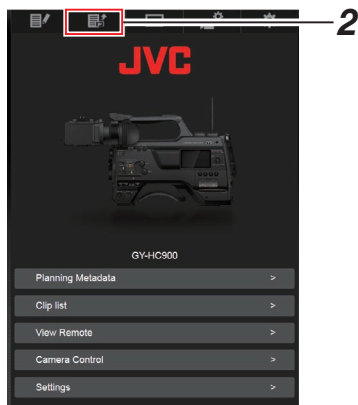 2
JVC
GY-HC900
Planning Metadata >
Clip list >
View Remote >
Camera Control >
Settings >